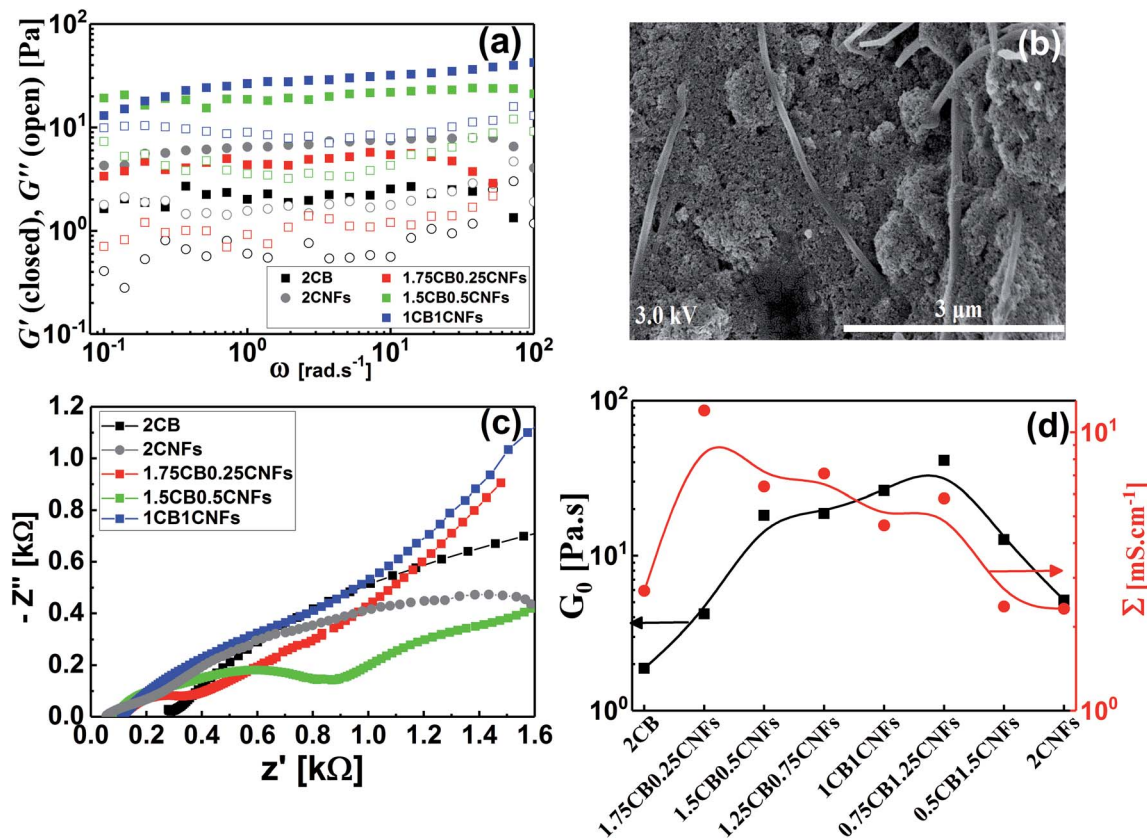 (a)
G' (closed), G'' (open) [Pa]
10²
10¹
10⁰
10⁻¹
10⁻¹ 10⁰ 10¹ 10²
ω [rad.s⁻¹]
2CB
2CNFs
1.75CB0.25CNFs
1.5CB0.5CNFs
1CB1CNFs
(b)
3.0 kV
3 µm
(c)
- Z'' [kΩ]
1.2
1.0
0.8
0.6
0.4
0.2
0.0
0.0 0.2 0.4 0.6 0.8 1.0 1.2 1.4 1.6
z' [kΩ]
2CB
2CNFs
1.75CB0.25CNFs
1.5CB0.5CNFs
1CB1CNFs
(d)
G₀ [Pa.s]
10²
10¹
10⁰
Σ [mS.cm⁻¹]
10¹
10⁰
2CB
1.75CB0.25CNFs
1.5CB0.5CNFs
1.25CB0.75CNFs
1CB1CNFs
0.75CB1.25CNFs
0.5CB1.5CNFs
2CNFs